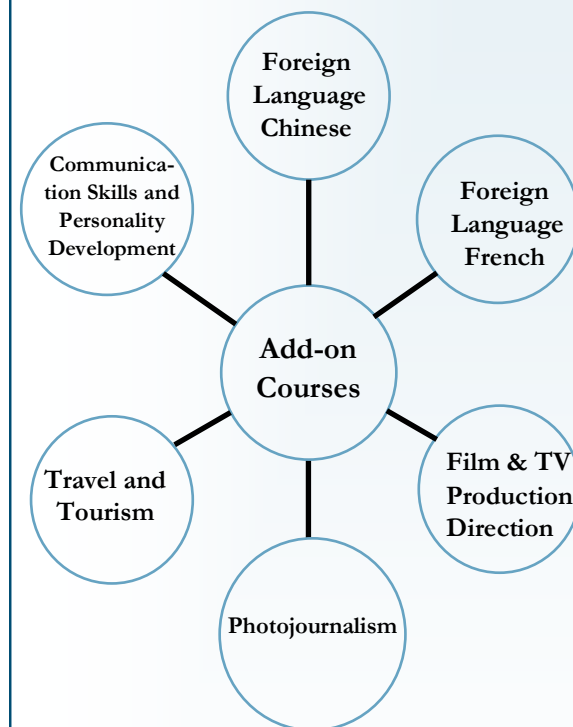 Foreign
Language
Chinese
Communica-
tion Skills and
Personality
Development
Foreign
Language
French
Add-on
Courses
Travel and
Tourism
Film & TV
Production
Direction
Photojournalism